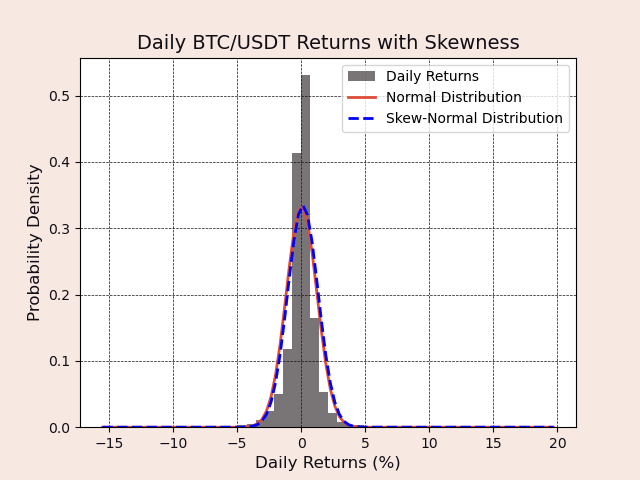 Daily BTC/USDT Returns with Skewness
Daily Returns
Normal Distribution
Skew-Normal Distribution
Probability Density
0.5
0.4
0.3
0.2
0.1
0.0
−15 −10 −5 0 5 10 15 20
Daily Returns (%)